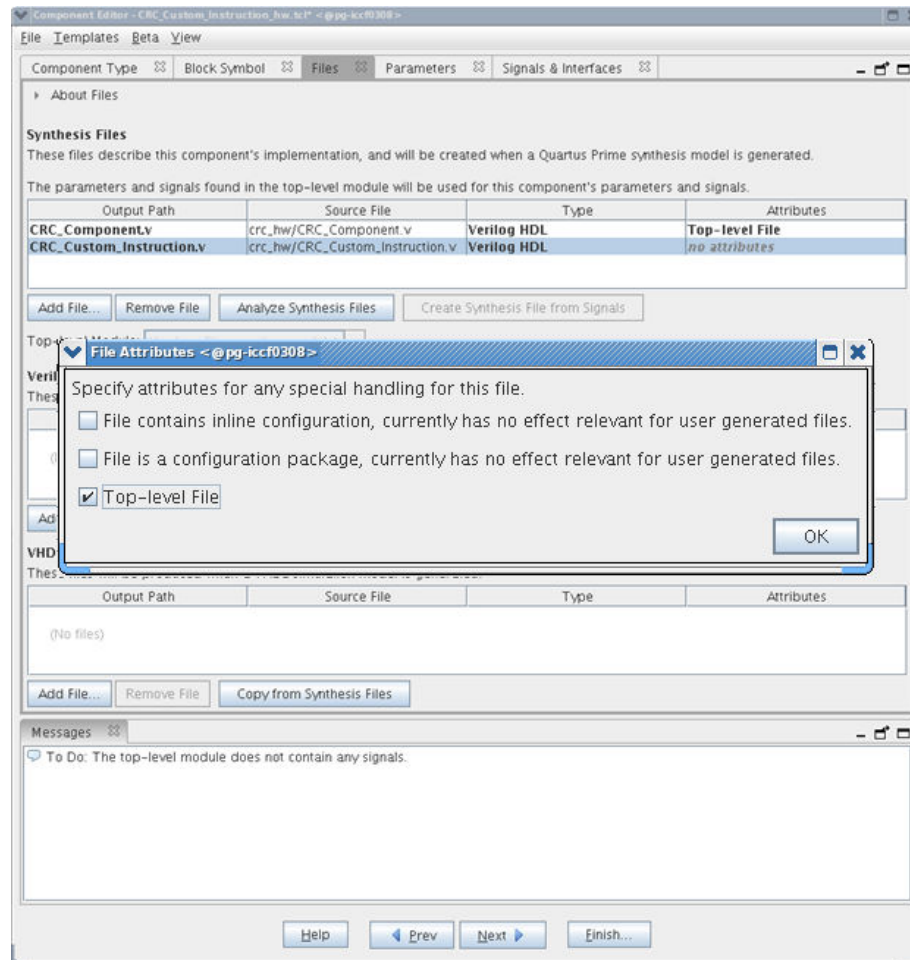 Component Editor - CRC_Custom_Instruction_hw.tcl* <@pg-iccf0308>
File Templates Beta View
Component Type Block Symbol Files Parameters Signals & Interfaces
About Files
Synthesis Files
These files describe this component's implementation, and will be created when a Quartus Prime synthesis model is generated.
The parameters and signals found in the top-level module will be used for this component's parameters and signals.
Output Path Source File Type Attributes
CRC_Component.v crc_hw/CRC_Component.v Verilog HDL Top-level File
CRC_Custom_Instruction.v crc_hw/CRC_Custom_Instruction.v Verilog HDL no attributes
Add File... Remove File Analyze Synthesis Files Create Synthesis File from Signals
File Attributes <@pg-iccf0308>
Specify attributes for any special handling for this file.
File contains inline configuration, currently has no effect relevant for user generated files.
File is a configuration package, currently has no effect relevant for user generated files.
Top-level File
OK
Output Path Source File Type Attributes
(No files)
Add File... Remove File Copy from Synthesis Files
Messages
To Do: The top-level module does not contain any signals.
Help Prev Next Finish...